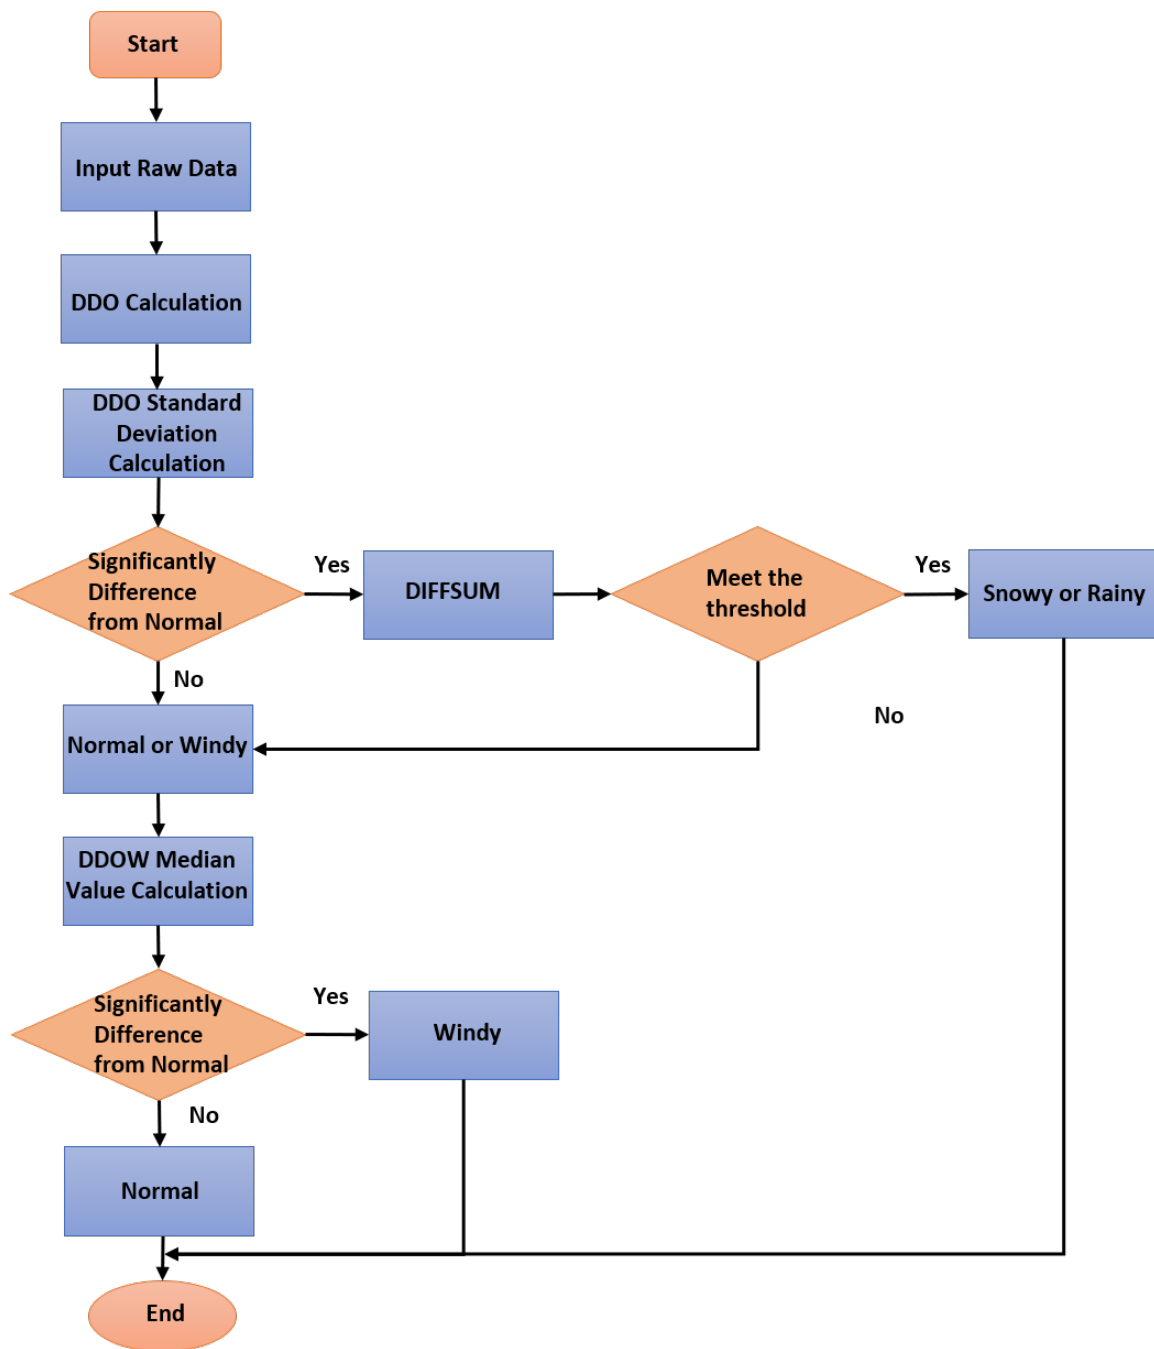 Start
Input Raw Data
DDO Calculation
DDO Standard
Deviation
Calculation
Significantly
Difference
from Normal
Yes
DIFFSUM
Meet the
threshold
Yes
Snowy or Rainy
No
No
Normal or Windy
DDOW Median
Value Calculation
Significantly
Difference
from Normal
Yes
Windy
No
Normal
End